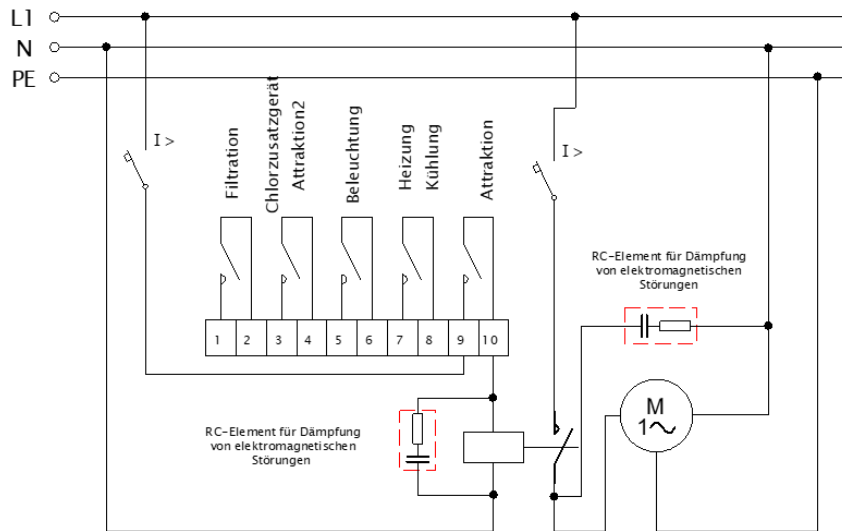 L1
N
PE
I >
I >
Filtration
Chlorzusatzgerät
Attraktion2
Beleuchtung
Heizung
Kühlung
Attraktion
RC-Element für Dämpfung
von elektromagnetischen
Störungen
1 2 3 4 5 6 7 8 9 10
M
1~
RC-Element für Dämpfung
von elektromagnetischen
Störungen